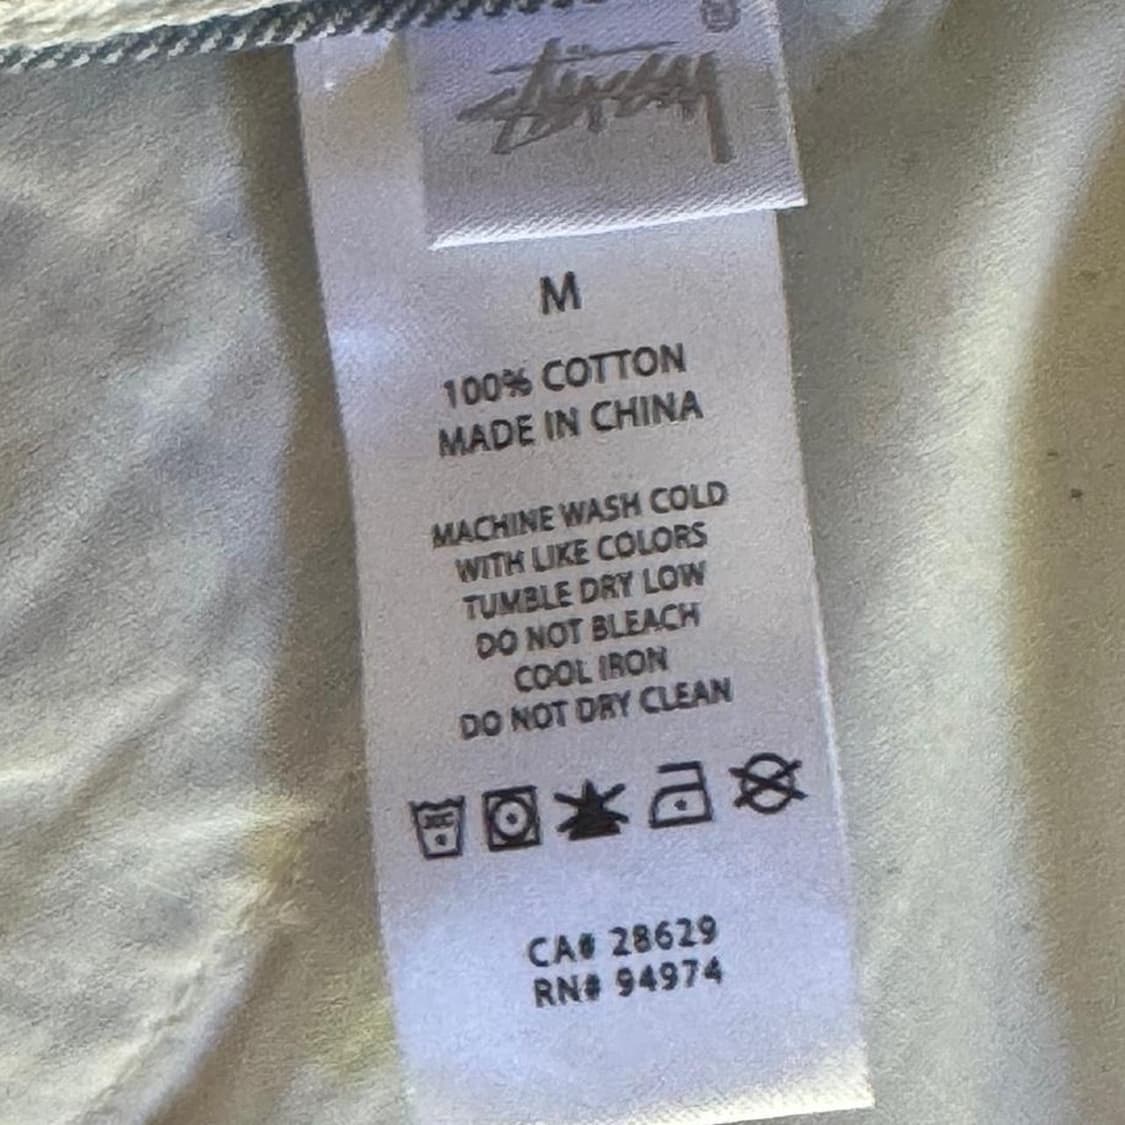 Stüssy
M
100% COTTON
MADE IN CHINA
MACHINE WASH COLD
WITH LIKE COLORS
TUMBLE DRY LOW
DO NOT BLEACH
COOL IRON
DO NOT DRY CLEAN
CA# 28629
RN# 94974